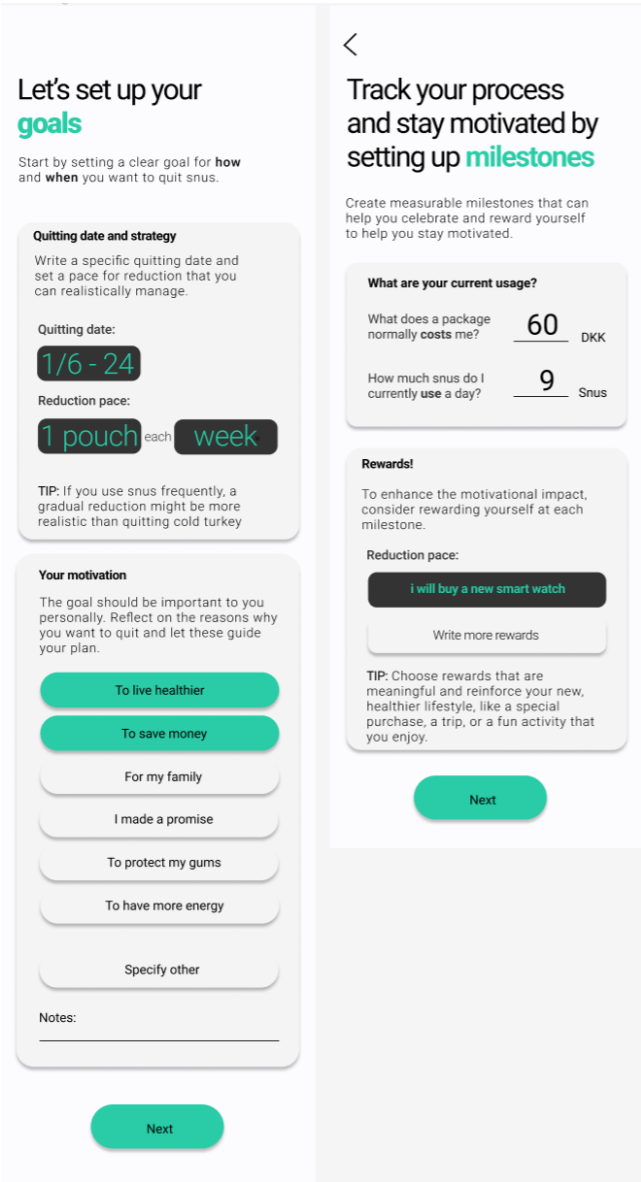 Let's set up your
goals
Start by setting a clear goal for how
and when you want to quit snus.
Quitting date and strategy
Write a specific quitting date and
set a pace for reduction that you
can realistically manage.
Quitting date:
1/6 - 24
Reduction pace:
1 pouch each week
TIP: If you use snus frequently, a
gradual reduction might be more
realistic than quitting cold turkey
Your motivation
The goal should be important to you
personally. Reflect on the reasons why
you want to quit and let these guide
your plan.
To live healthier
To save money
For my family
I made a promise
To protect my gums
To have more energy
Specify other
Notes:
Next
Track your process
and stay motivated by
setting up milestones
Create measurable milestones that can
help you celebrate and reward yourself
to help you stay motivated.
What are your current usage?
What does a package
normally costs me?
60 DKK
How much snus do I
currently use a day?
9 Snus
Rewards!
To enhance the motivational impact,
consider rewarding yourself at each
milestone.
Reduction pace:
i will buy a new smart watch
Write more rewards
TIP: Choose rewards that are
meaningful and reinforce your new,
healthier lifestyle, like a special
purchase, a trip, or a fun activity that
you enjoy.
Next